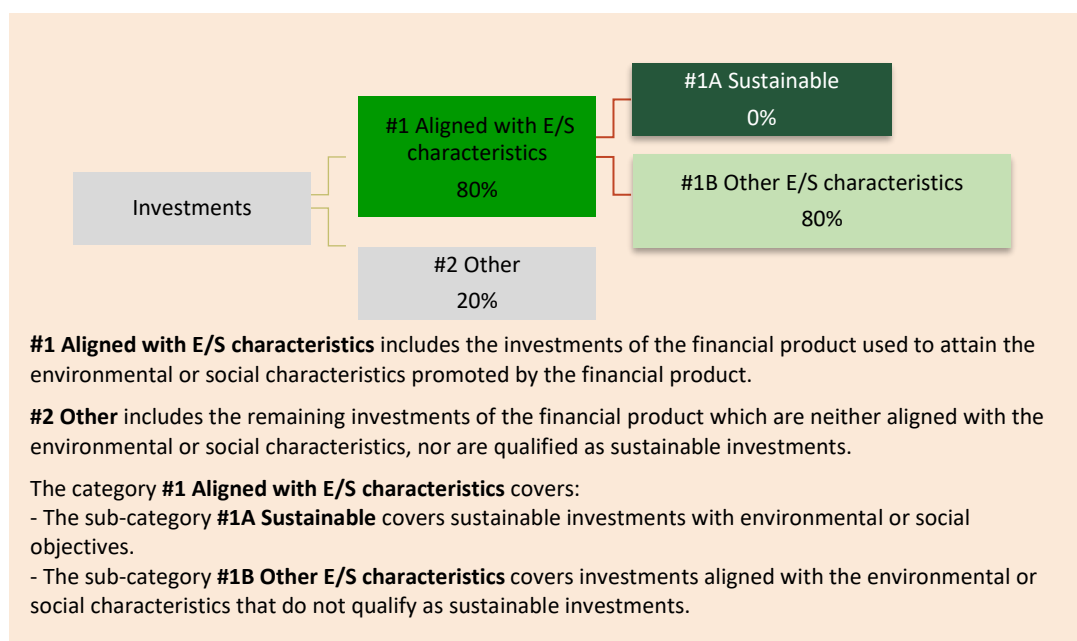 #1A Sustainable
0%
#1 Aligned with E/S
characteristics
80%
#1B Other E/S characteristics
80%
Investments
#2 Other
20%
#1 Aligned with E/S characteristics includes the investments of the financial product used to attain the
environmental or social characteristics promoted by the financial product.
#2 Other includes the remaining investments of the financial product which are neither aligned with the
environmental or social characteristics, nor are qualified as sustainable investments.
The category #1 Aligned with E/S characteristics covers:
- The sub-category #1A Sustainable covers sustainable investments with environmental or social
objectives.
- The sub-category #1B Other E/S characteristics covers investments aligned with the environmental or
social characteristics that do not qualify as sustainable investments.